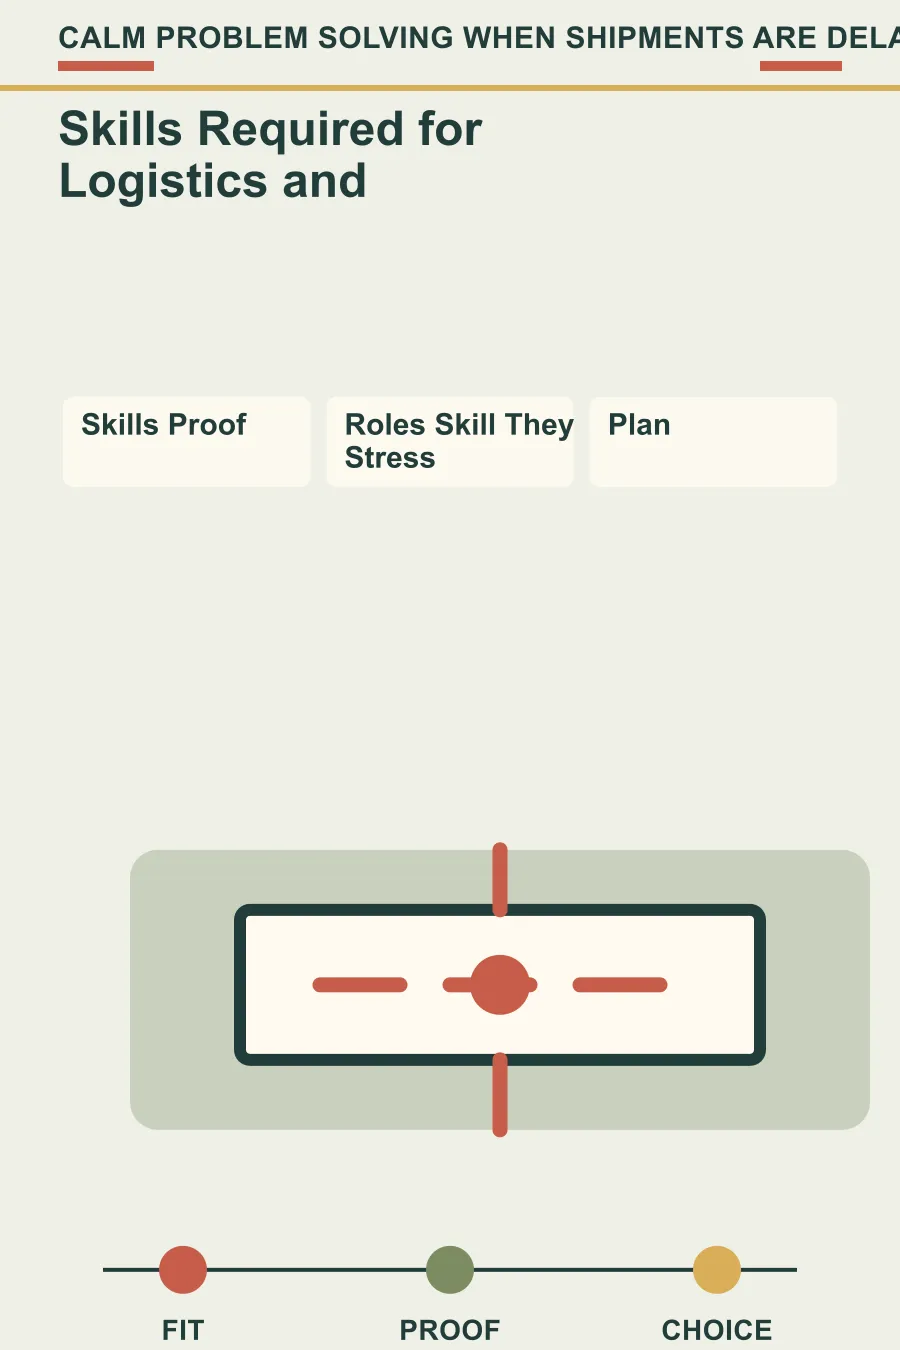 CALM PROBLEM SOLVING WHEN SHIPMENTS ARE DELA
Skills Required for
Logistics and
Skills Proof
Roles Skill They
Stress
Plan
FIT
PROOF
CHOICE